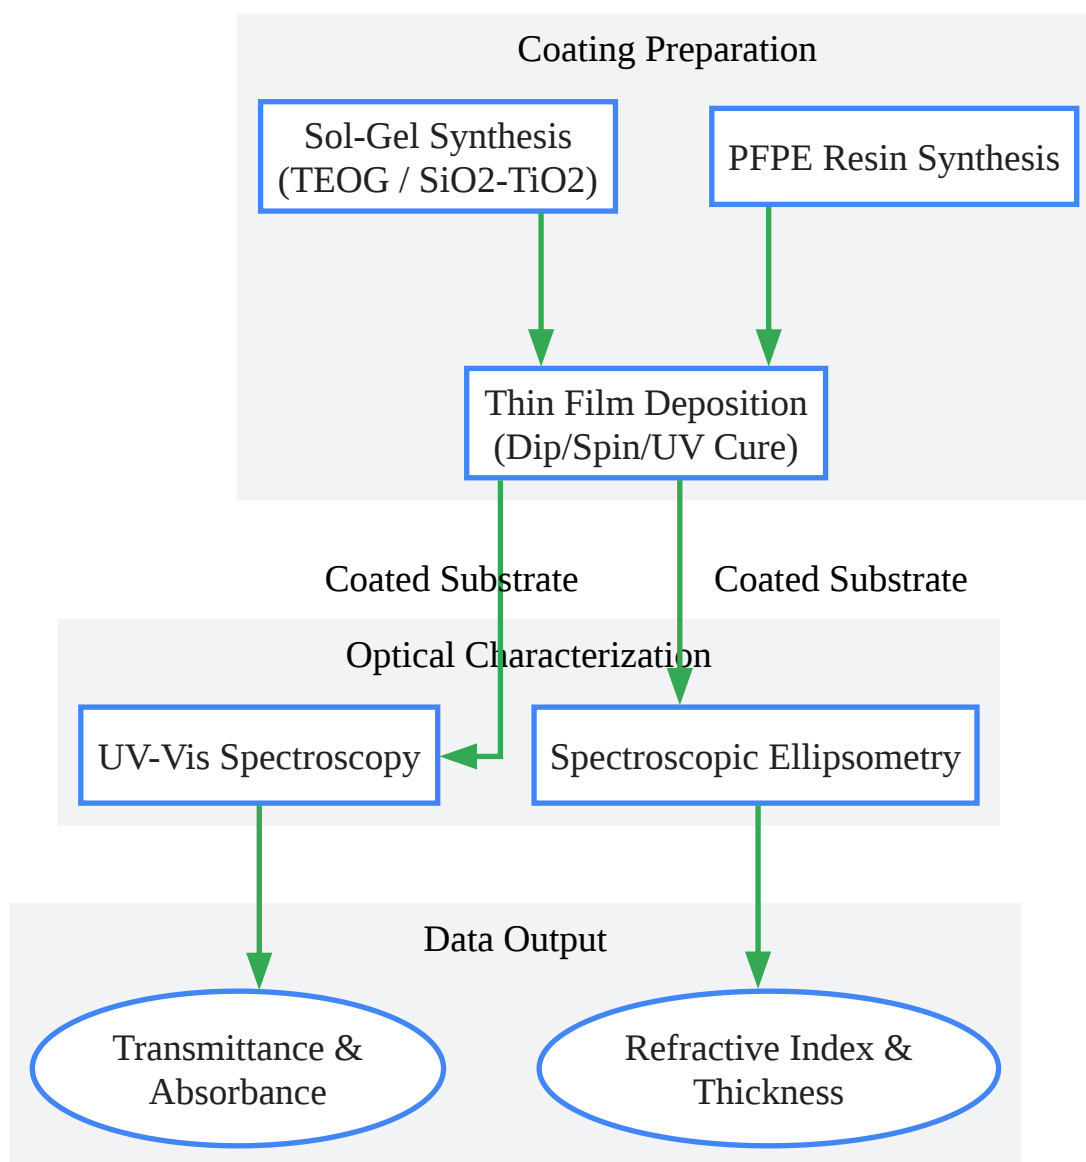 Coating Preparation
Sol-Gel Synthesis
(TEOG / SiO2-TiO2)
PFPE Resin Synthesis
Thin Film Deposition
(Dip/Spin/UV Cure)
Coated Substrate
Coated Substrate
Optical Characterization
UV-Vis Spectroscopy
Spectroscopic Ellipsometry
Data Output
Transmittance &
Absorbance
Refractive Index &
Thickness